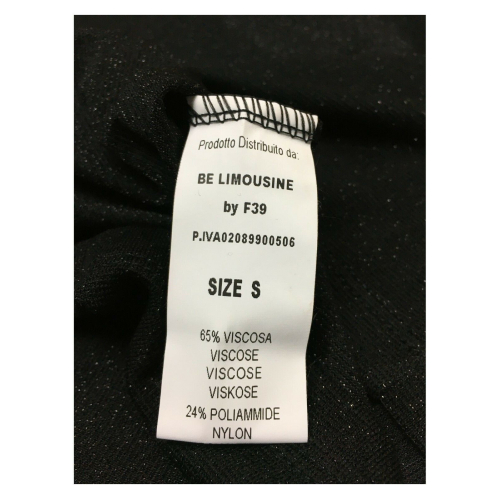 Prodotto Distribuito da:
BE LIMOUSINE
by F39
P.IVA02089900506
SIZE S
65% VISCOSA
VISCOSE
VISCOSE
VISKOSE
24% POLIAMMIDE
NYLON